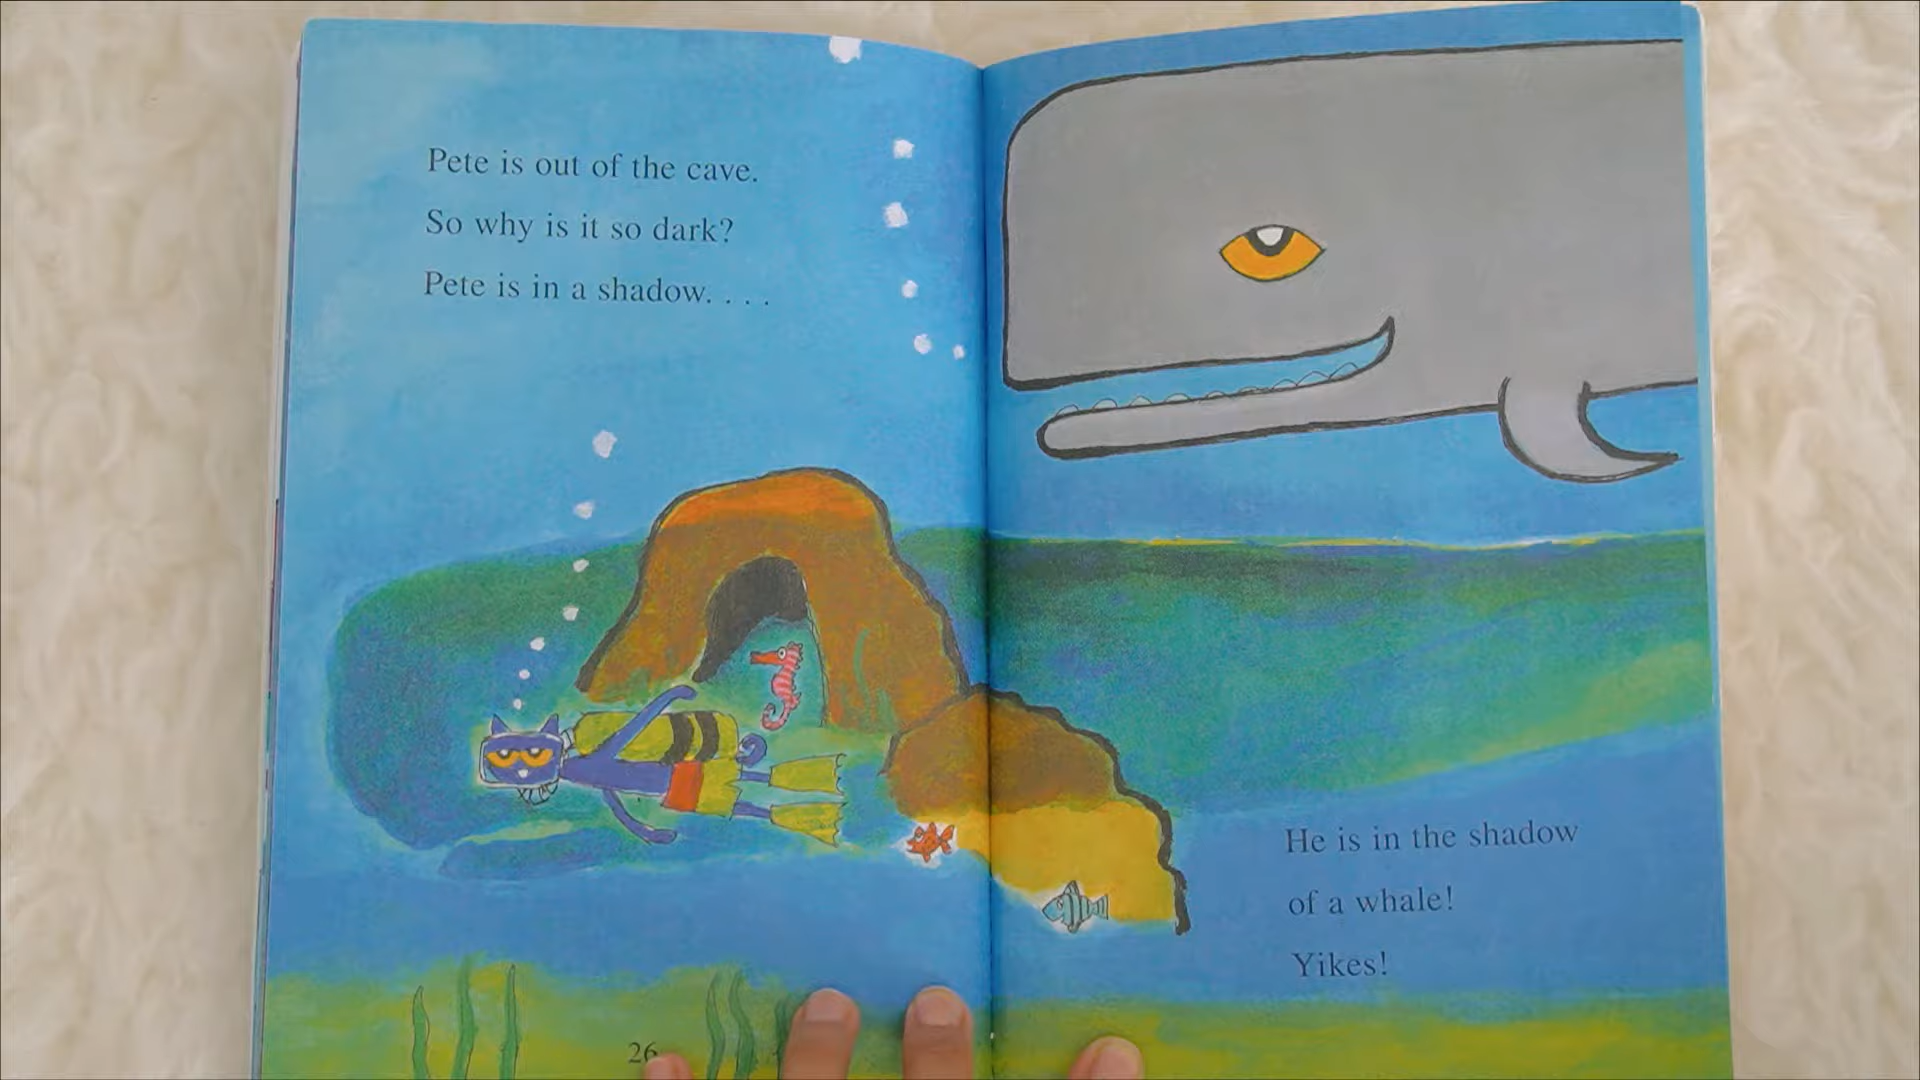 Pete is out of the cave.
So why is it so dark?
Pete is in a shadow. . . .
He is in the shadow
of a whale!
Yikes!
26